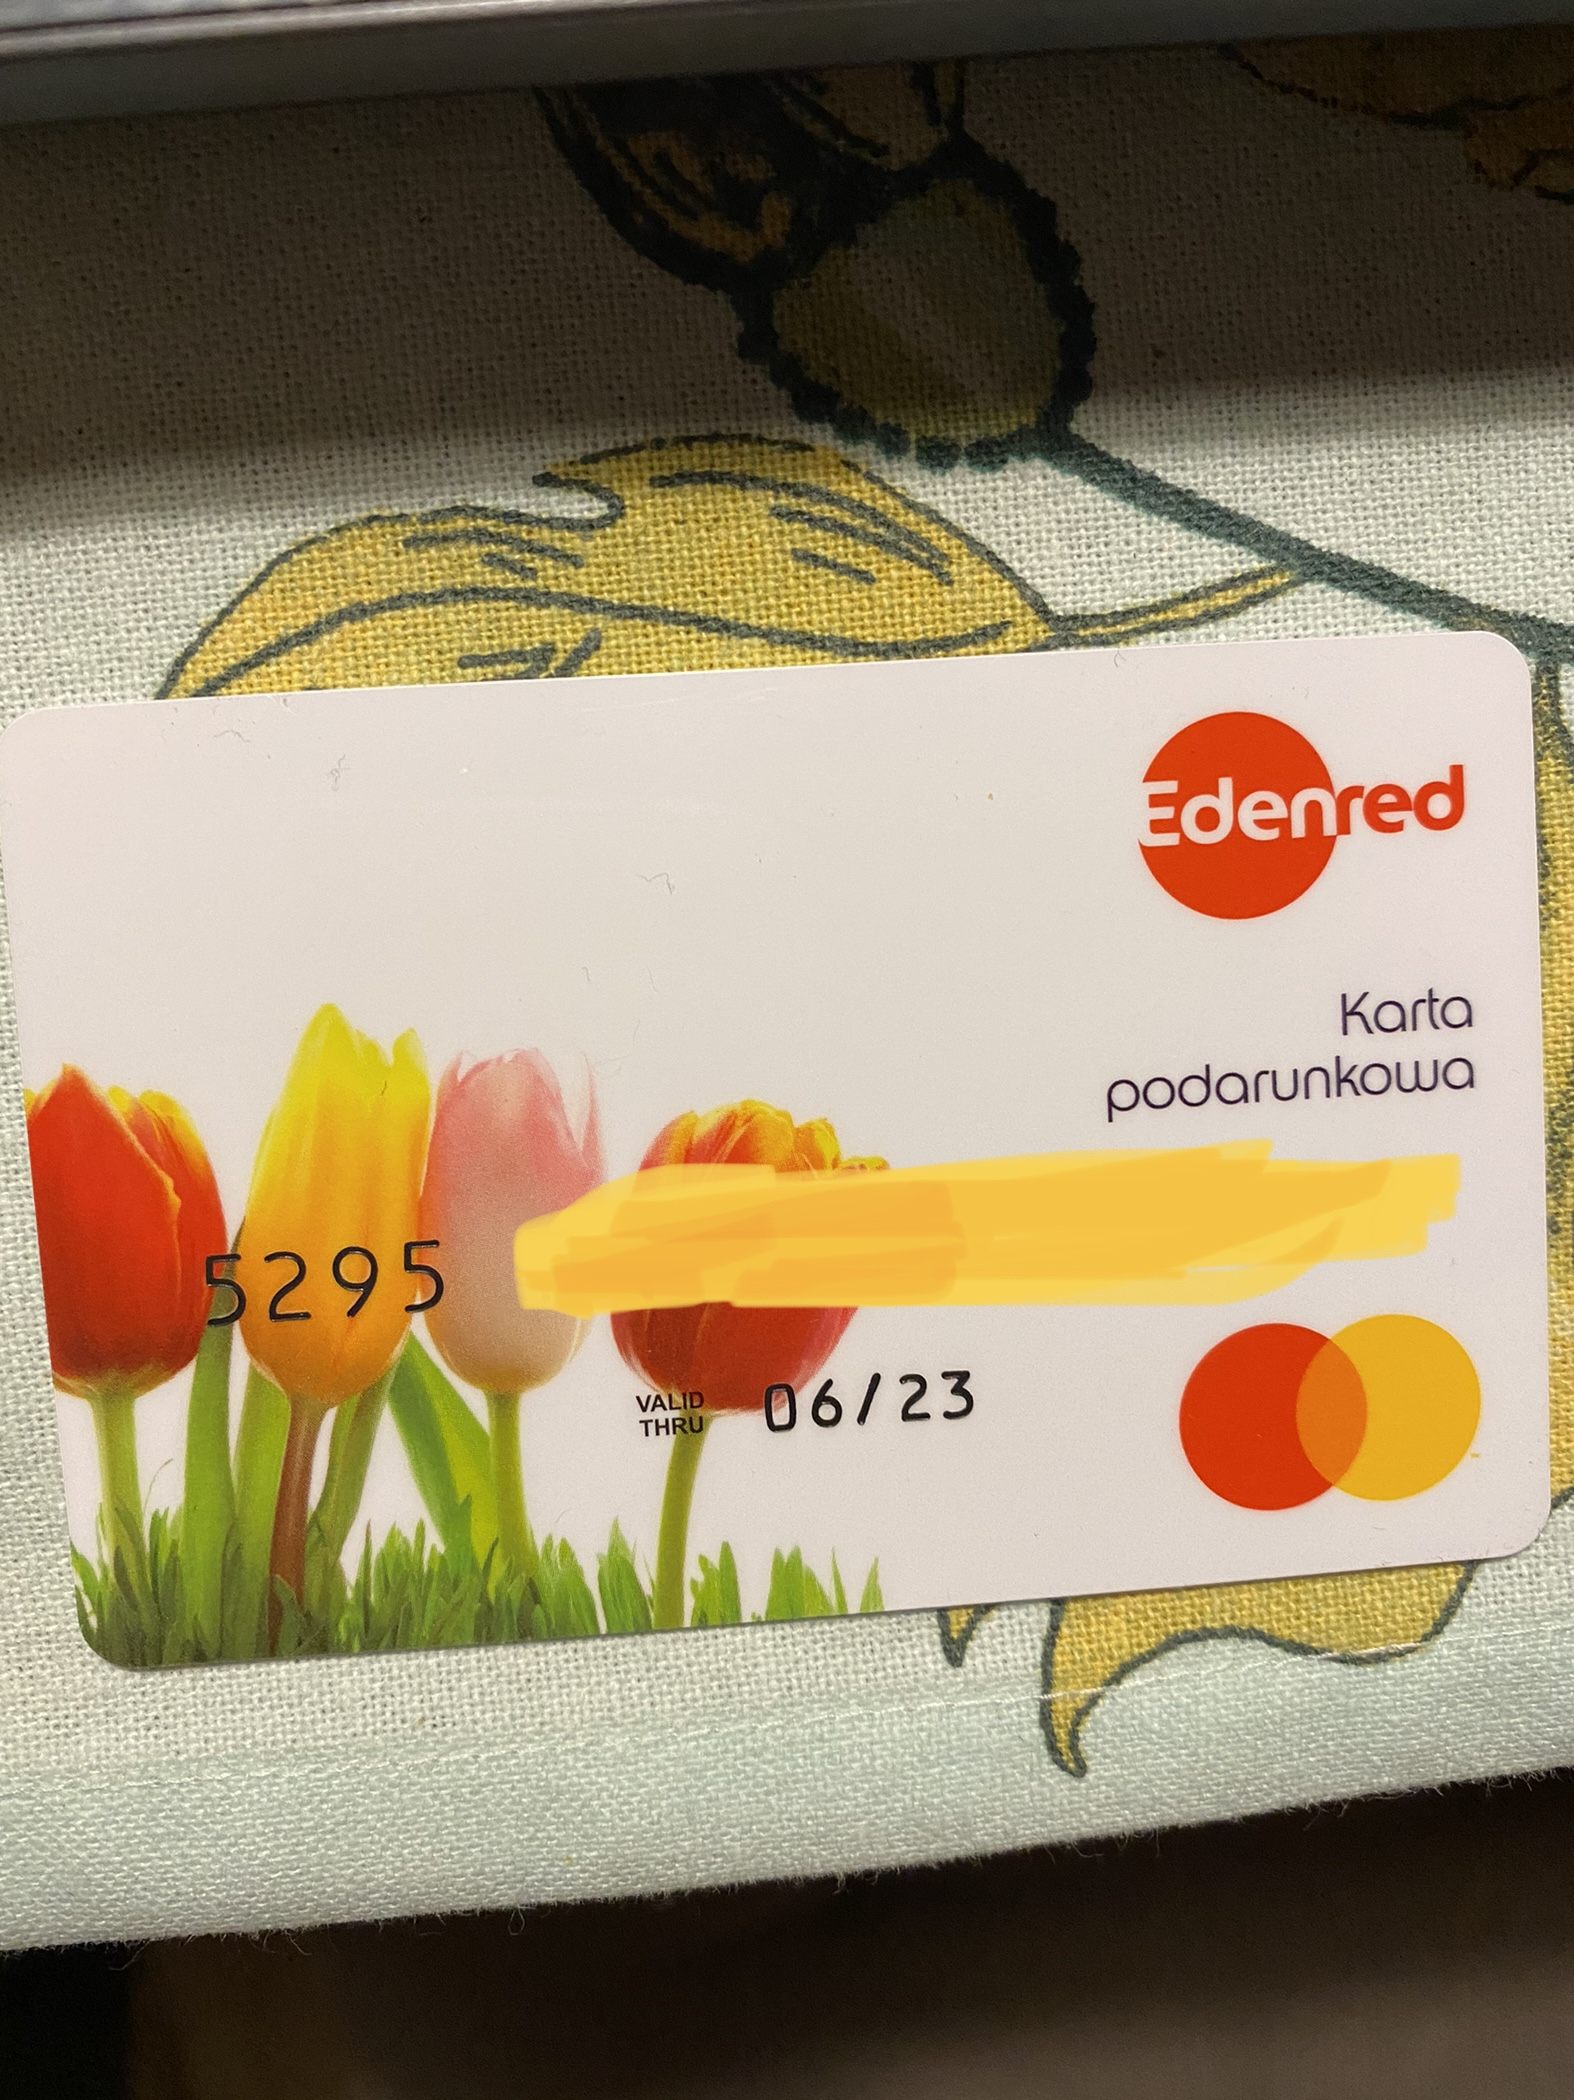 Edenred
Karta
podarunkowa
5295
VALID
THRU
06/23